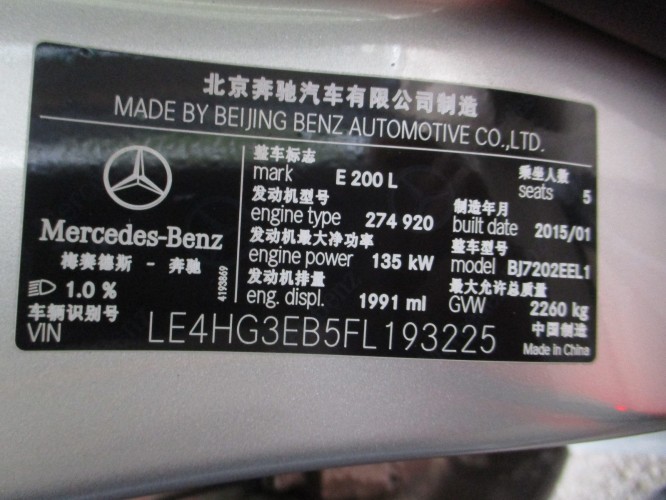 北京奔驰汽车有限公司制造
MADE BY BEIJING BENZ AUTOMOTIVE CO.,LTD.
Mercedes-Benz
梅赛德斯 - 奔驰
1.0 %
4193869
整车标志
mark E 200 L
乘坐人数
seats 5
发动机型号
engine type 274 920
制造年月
built date 2015/01
发动机最大净功率
engine power 135 kW
整车型号
model BJ7202EEL1
发动机排量
eng. displ. 1991 ml
最大允许总质量
GVW 2260 kg
车辆识别号
VIN LE4HG3EB5FL193225
中国制造
Made in China